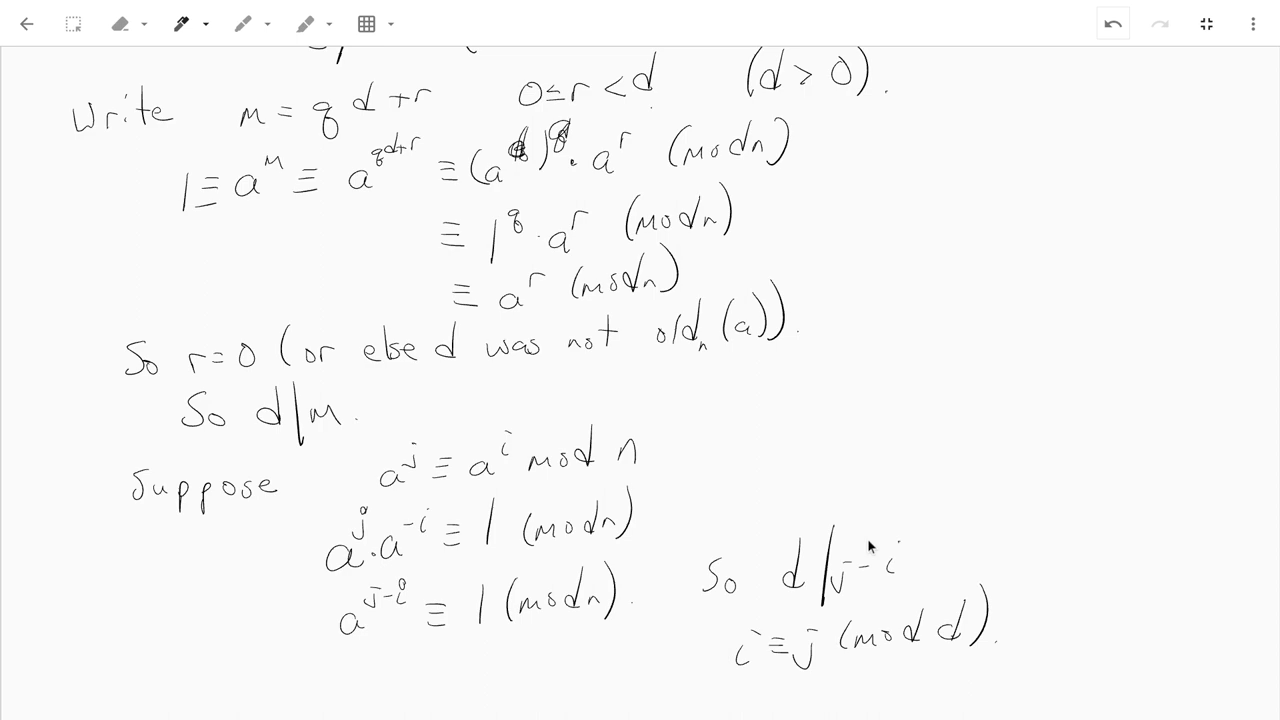 Write m = qd+r 0≤r<d (d > 0).
1 ≡ a^m ≡ a^{qd+r} ≡ (a^d)^q · a^r (mod n)
≡ 1^q · a^r (mod n)
≡ a^r (mod n)
So r=0 (or else d was not old_n(a)).
So d|m.
Suppose a^j ≡ a^i mod n
a^j · a^{-i} ≡ 1 (mod n)
a^{j-i} ≡ 1 (mod n).
So d | j-i
i ≡ j (mod d).